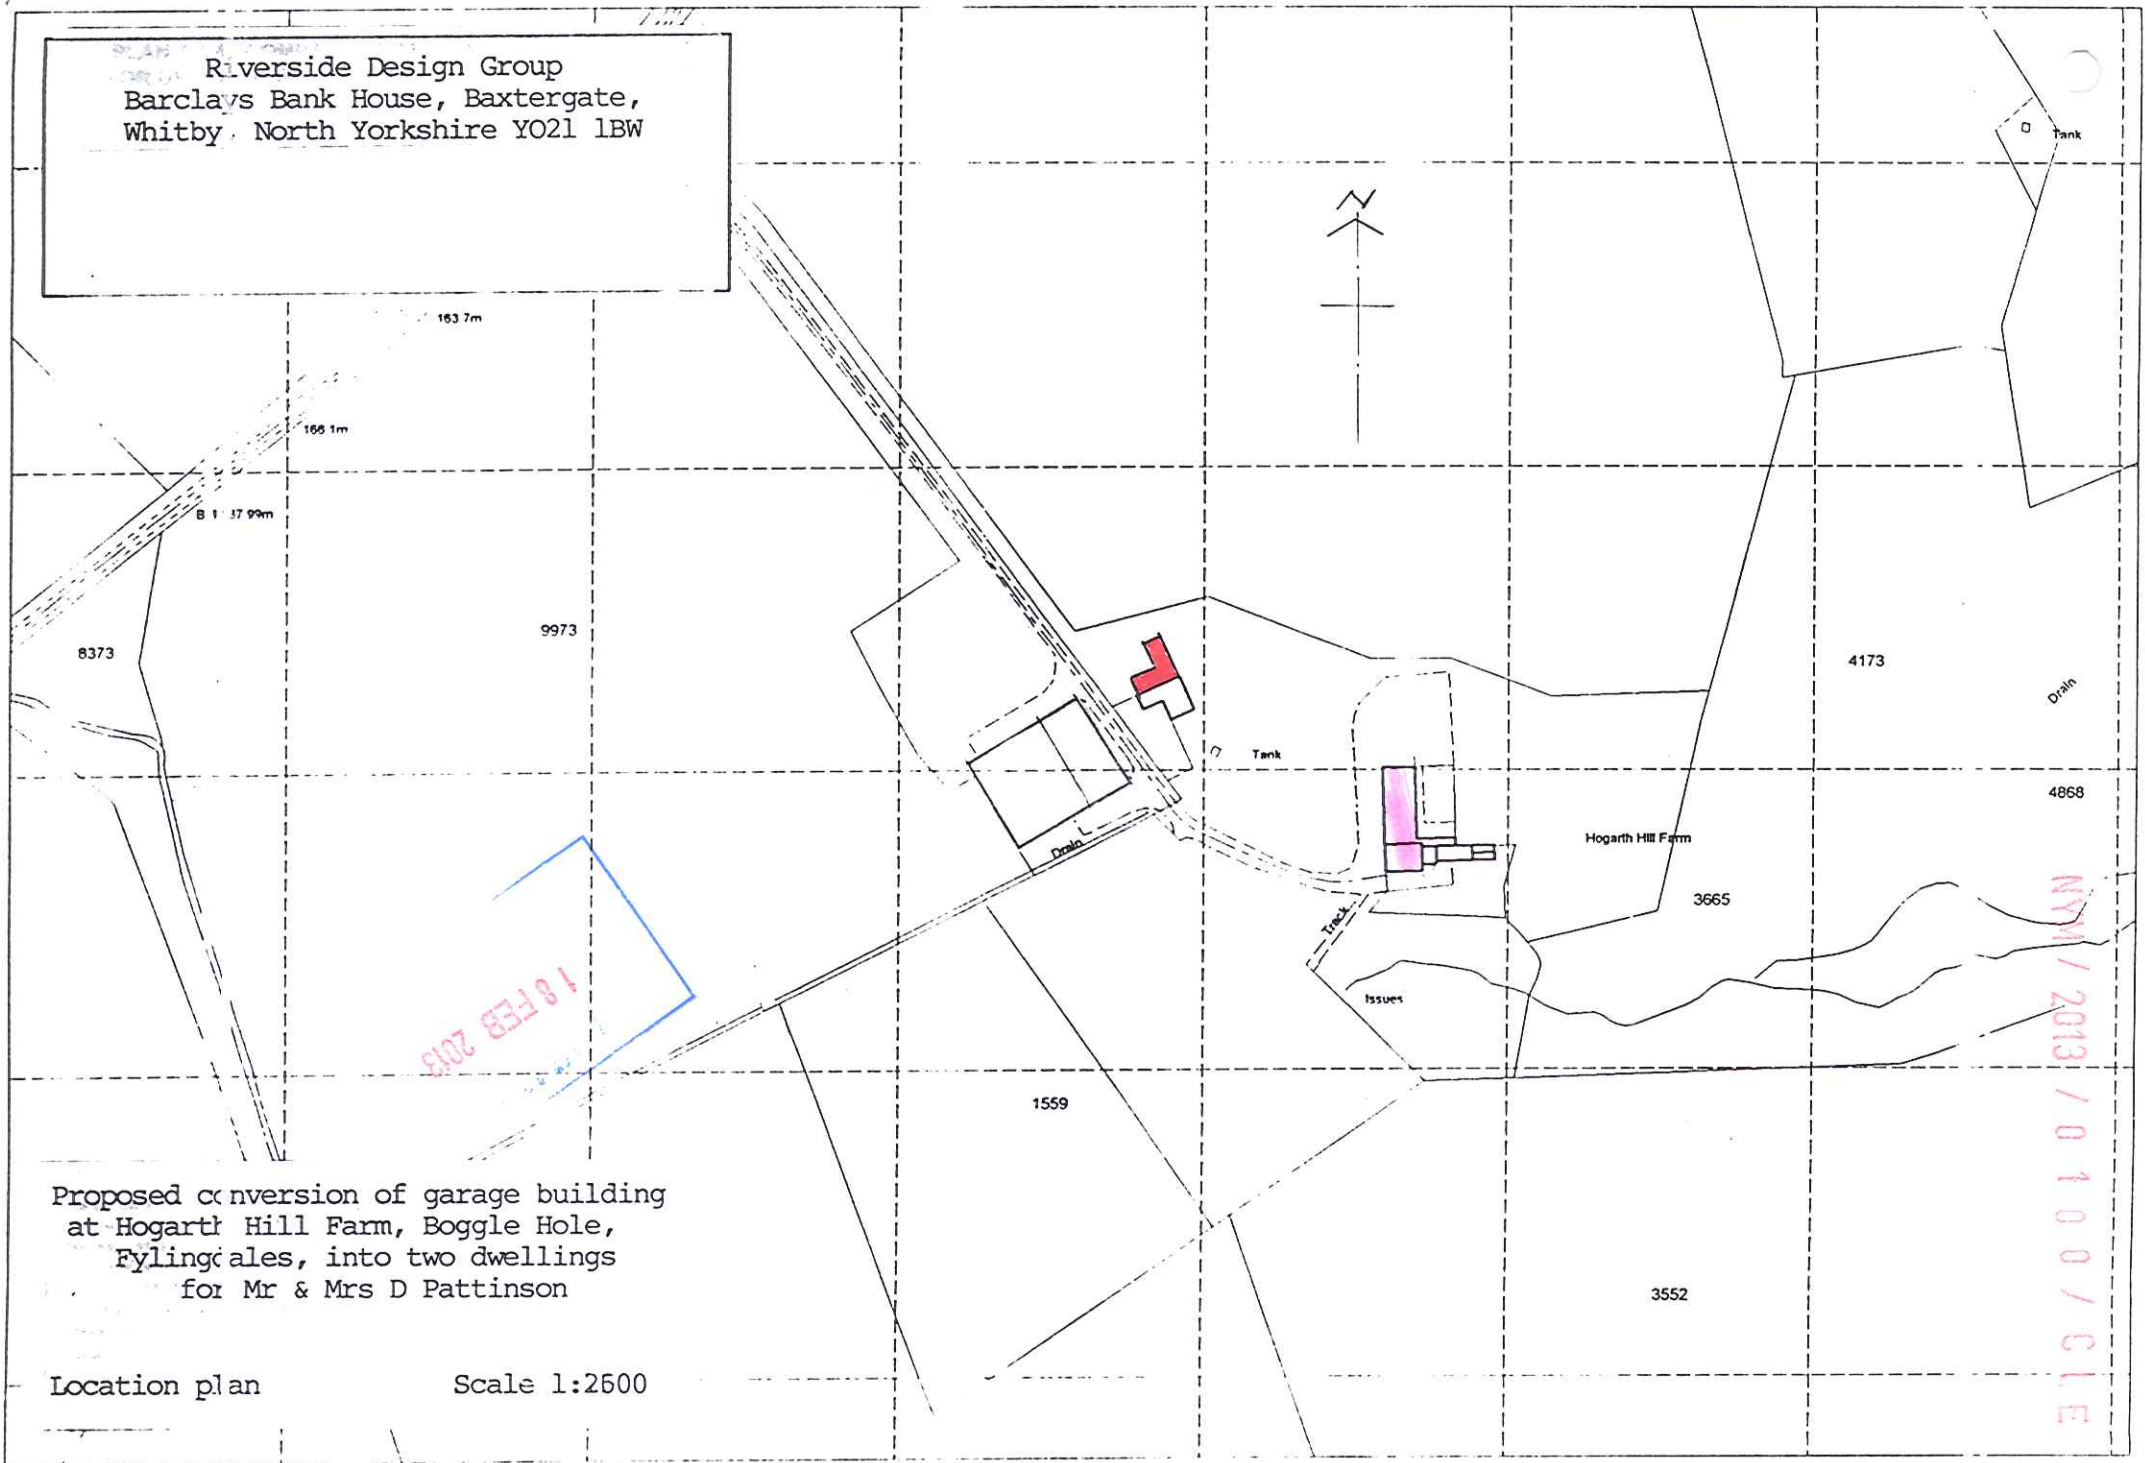 Riverside Design Group
Barclays Bank House, Baxtergate,
Whitby, North Yorkshire YO21 1BW
Tank
163.7m
166.1m
8373
9973
4173
Drain
Tank
4868
Hogarth Hill Farm
Drain
3665
Track
Issues
18 FEB 2013
NYM / 2013 / 0100 / CLE
1559
Proposed conversion of garage building
at Hogarth Hill Farm, Boggle Hole,
Fylingdales, into two dwellings
for Mr & Mrs D Pattinson
3552
Location plan Scale 1:2600